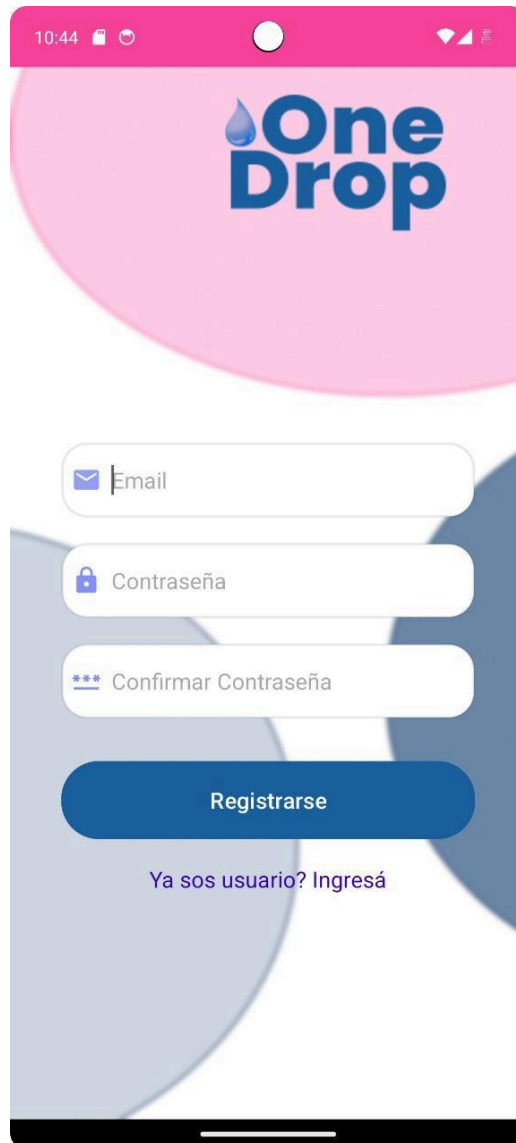 10:44
One
Drop
Email
Contraseña
*** Confirmar Contraseña
Registrarse
Ya sos usuario? Ingresá